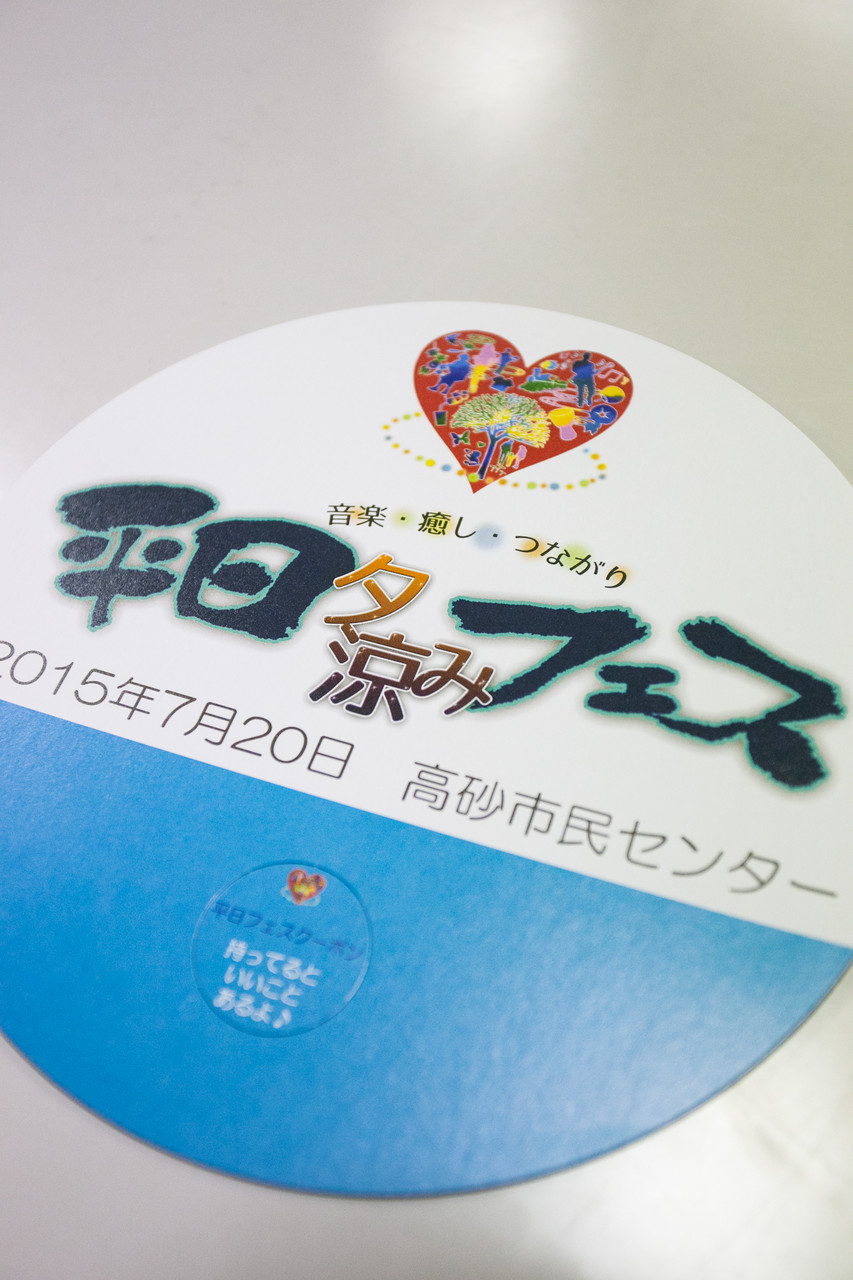 音楽・癒し・つながり
平日夕涼みフェス
2015年7月20日 高砂市民センター
平日フェスクーポン
持ってると
いいこと
あるよ♪